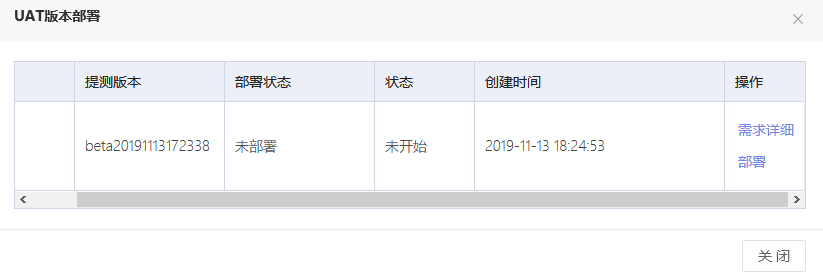 UAT版本部署
提测版本 部署状态 状态 创建时间 操作
beta20191113172338 未部署 未开始 2019-11-13 18:24:53 需求详细
部署
关 闭